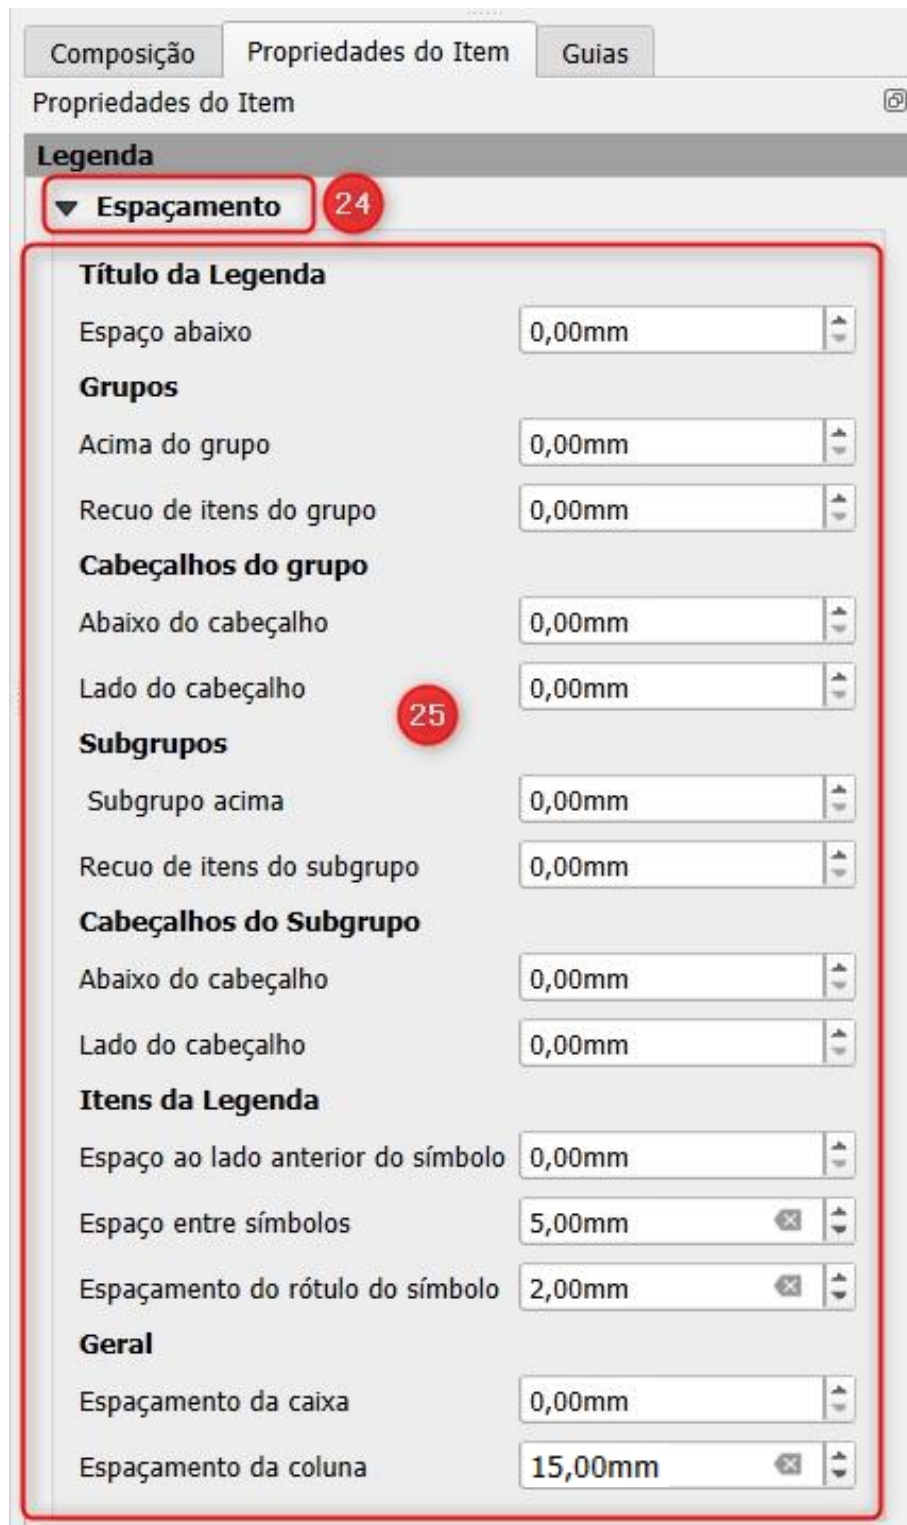 Composição Propriedades do Item Guias
Propriedades do Item
Legenda
Espaçamento 24
Título da Legenda
Espaço abaixo 0,00mm
Grupos
Acima do grupo 0,00mm
Recuo de itens do grupo 0,00mm
Cabeçalhos do grupo
Abaixo do cabeçalho 0,00mm
Lado do cabeçalho 0,00mm
25
Subgrupos
Subgrupo acima 0,00mm
Recuo de itens do subgrupo 0,00mm
Cabeçalhos do Subgrupo
Abaixo do cabeçalho 0,00mm
Lado do cabeçalho 0,00mm
Itens da Legenda
Espaço ao lado anterior do símbolo 0,00mm
Espaço entre símbolos 5,00mm
Espaçamento do rótulo do símbolo 2,00mm
Geral
Espaçamento da caixa 0,00mm
Espaçamento da coluna 15,00mm